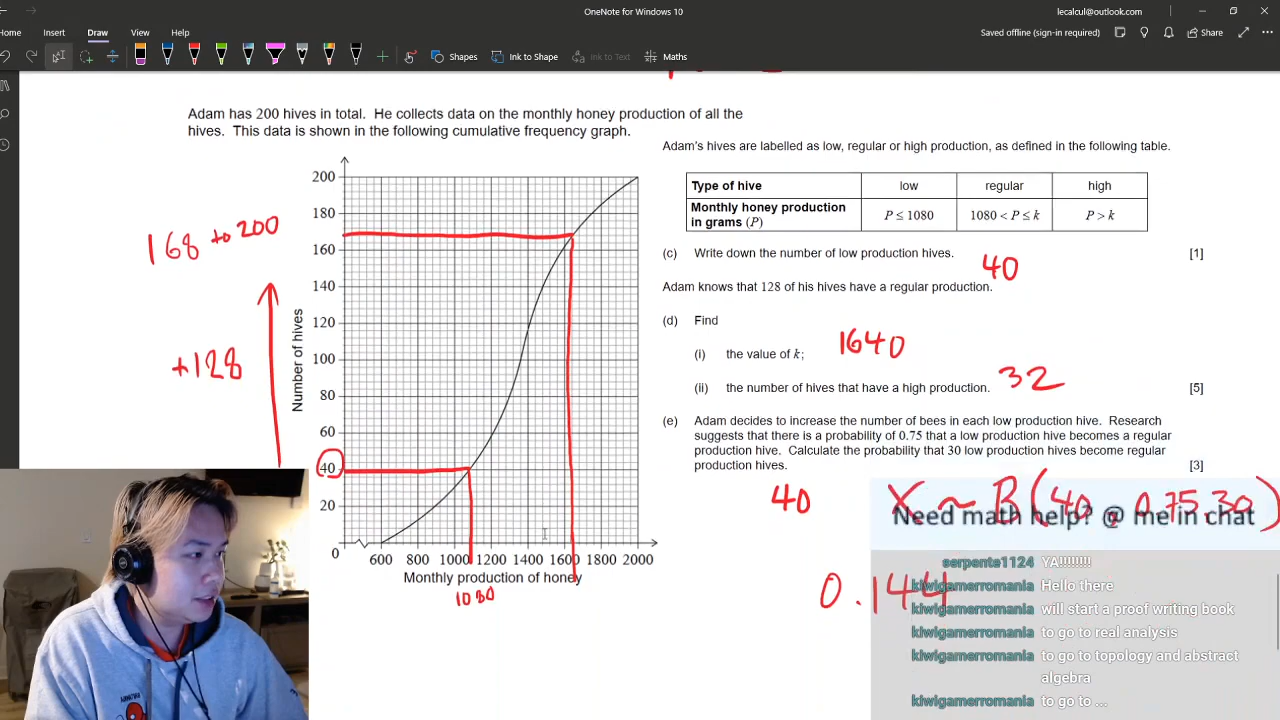 OneNote for Windows 10
lecalcul@outlook.com
Home Insert Draw View Help
Saved offline (sign-in required)
Share
Shapes
Ink to Shape
Ink to Text
Maths
Adam has 200 hives in total. He collects data on the monthly honey production of all the
hives. This data is shown in the following cumulative frequency graph.
200
180
160
140
120
100
80
60
40
20
0
600 800 1000 1200 1400 1600 1800 2000
Number of hives
Monthly production of honey
1080
168 to 200
+128
Adam's hives are labelled as low, regular or high production, as defined in the following table.
Type of hive low regular high
Monthly honey production
in grams (P) P ≤ 1080 1080 < P ≤ k P > k
(c) Write down the number of low production hives. [1]
40
Adam knows that 128 of his hives have a regular production.
(d) Find
(i) the value of k; 1640
(ii) the number of hives that have a high production. [5]
32
(e) Adam decides to increase the number of bees in each low production hive. Research
suggests that there is a probability of 0.75 that a low production hive becomes a regular
production hive. Calculate the probability that 30 low production hives become regular
production hives. [3]
40
X ~ B(40, 0.75, 30)
Need math help? @ me in chat
0.144
serpente1124 YA!!!!!!!!
kiwigamerromania Hello there
kiwigamerromania will start a proof writing book
kiwigamerromania to go to real analysis
kiwigamerromania to go to topology and abstract
algebra
kiwigamerromania to go to ...